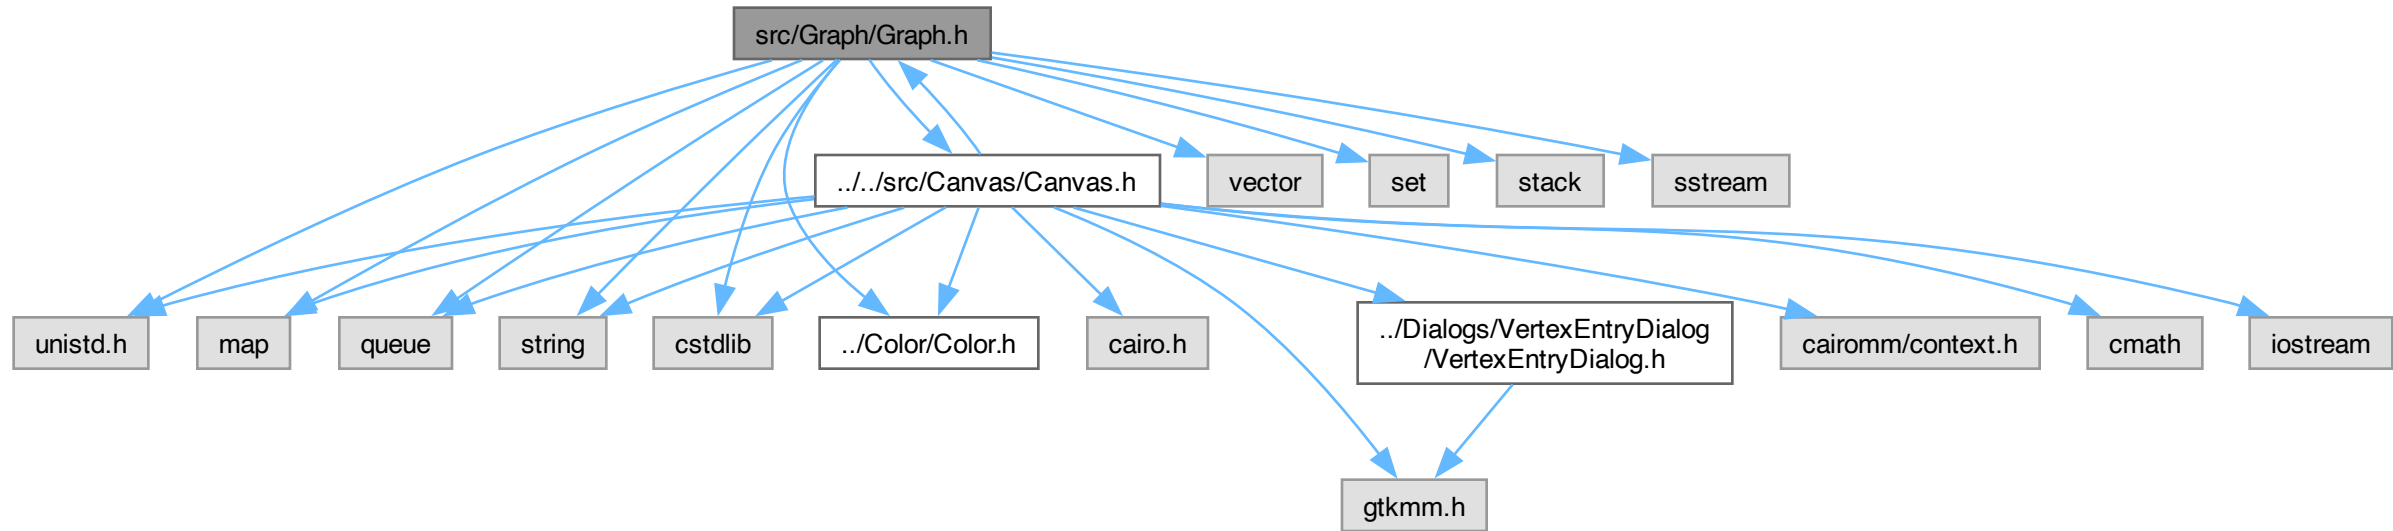 src/Graph/Graph.h
../../src/Canvas/Canvas.h
vector
set
stack
sstream
unistd.h
map
queue
string
cstdlib
../Color/Color.h
cairo.h
../Dialogs/VertexEntryDialog
/VertexEntryDialog.h
cairomm/context.h
cmath
iostream
gtkmm.h